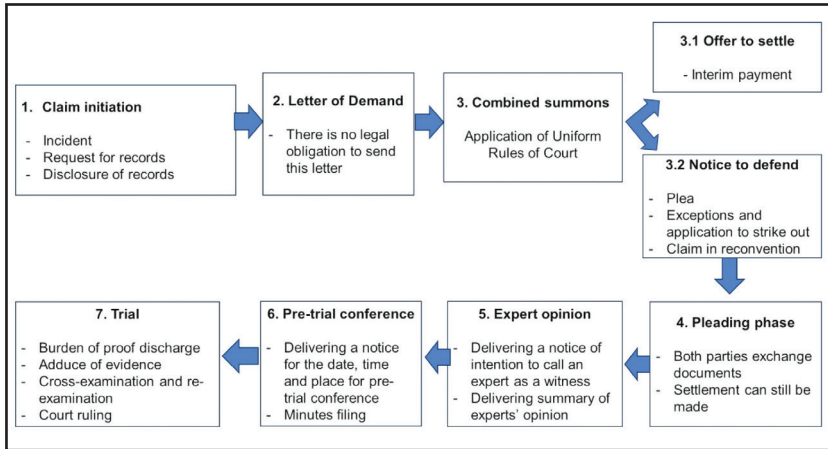 1. Claim initiation
- Incident
- Request for records
- Disclosure of records
2. Letter of Demand
- There is no legal
obligation to send
this letter
3. Combined summons
Application of Uniform
Rules of Court
3.1 Offer to settle
- Interim payment
3.2 Notice to defend
- Plea
- Exceptions and
application to strike out
- Claim in reconvention
4. Pleading phase
- Both parties exchange
documents
- Settlement can still be
made
5. Expert opinion
- Delivering a notice of
intention to call an
expert as a witness
- Delivering summary of
experts' opinion
6. Pre-trial conference
- Delivering a notice
for the date, time
and place for pre-
trial conference
- Minutes filing
7. Trial
- Burden of proof discharge
- Adduce of evidence
- Cross-examination and re-
examination
- Court ruling